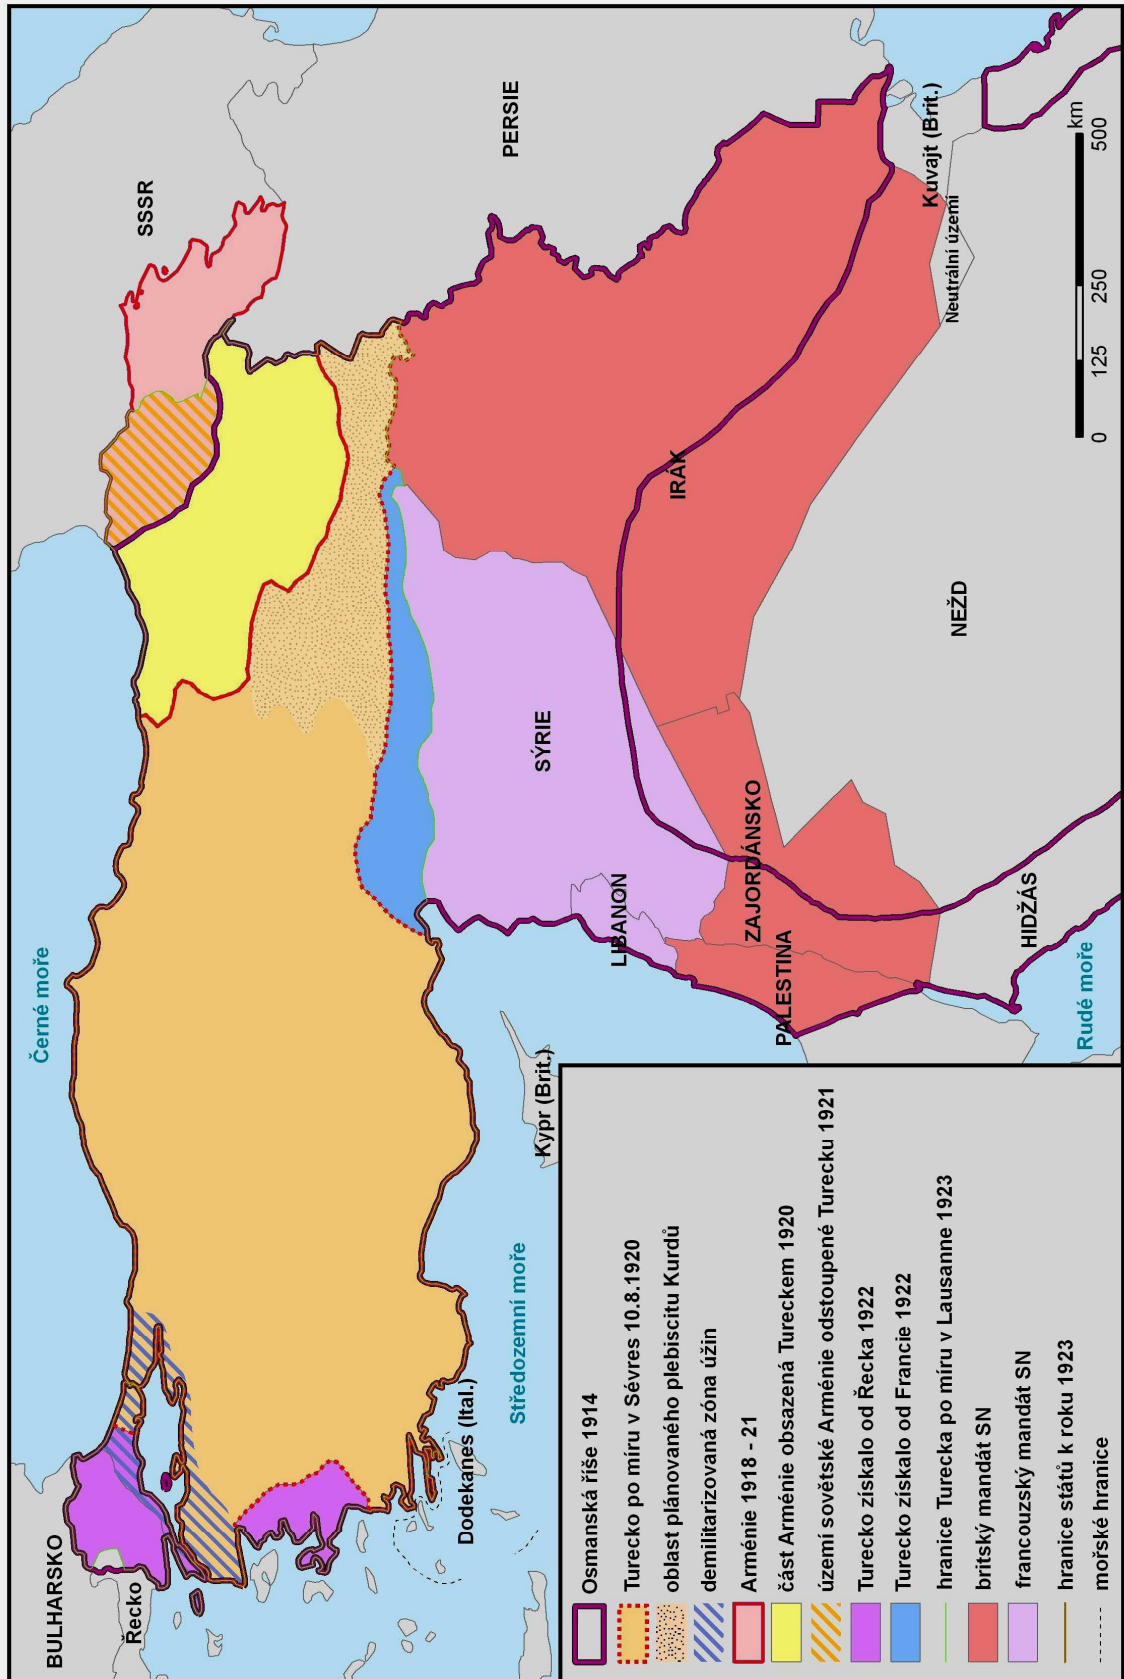 Černé moře
SSSR
BULHARSKO
Řecko
PERSIE
Dodekanes (Ital.)
Středozemní moře
Kypr (Brit.)
SÝRIE
LIBANON
IRÁK
ZAJORDÁNSKO
PALESTINA
Kuvajt (Brit.)
Neutrální území
NEŽD
HIDŽÁS
Rudé moře
km
0 125 250 500
Osmanská říše 1914
Turecko po míru v Sévres 10.8.1920
oblast plánovaného plebiscitu Kurdů
demilitarizovaná zóna úžin
Arménie 1918 - 21
část Arménie obsazená Tureckem 1920
území sovětské Arménie odstoupené Turecku 1921
Turecko získalo od Řecka 1922
Turecko získalo od Francie 1922
hranice Turecka po míru v Lausanne 1923
britský mandát SN
francouzský mandát SN
hranice států k roku 1923
mořské hranice